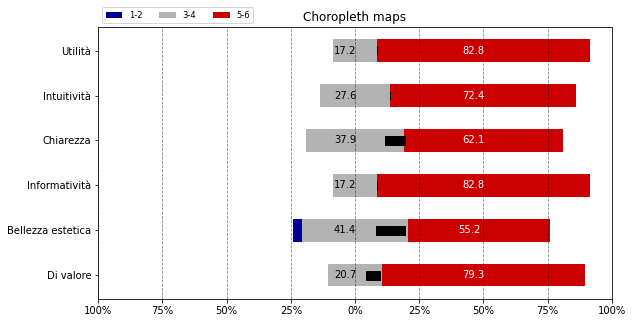 Choropleth maps
1-2 3-4 5-6
Utilità 17.2 82.8
Intuitività 27.6 72.4
Chiarezza 37.9 62.1
Informatività 17.2 82.8
Bellezza estetica 41.4 55.2
Di valore 20.7 79.3
100% 75% 50% 25% 0% 25% 50% 75% 100%